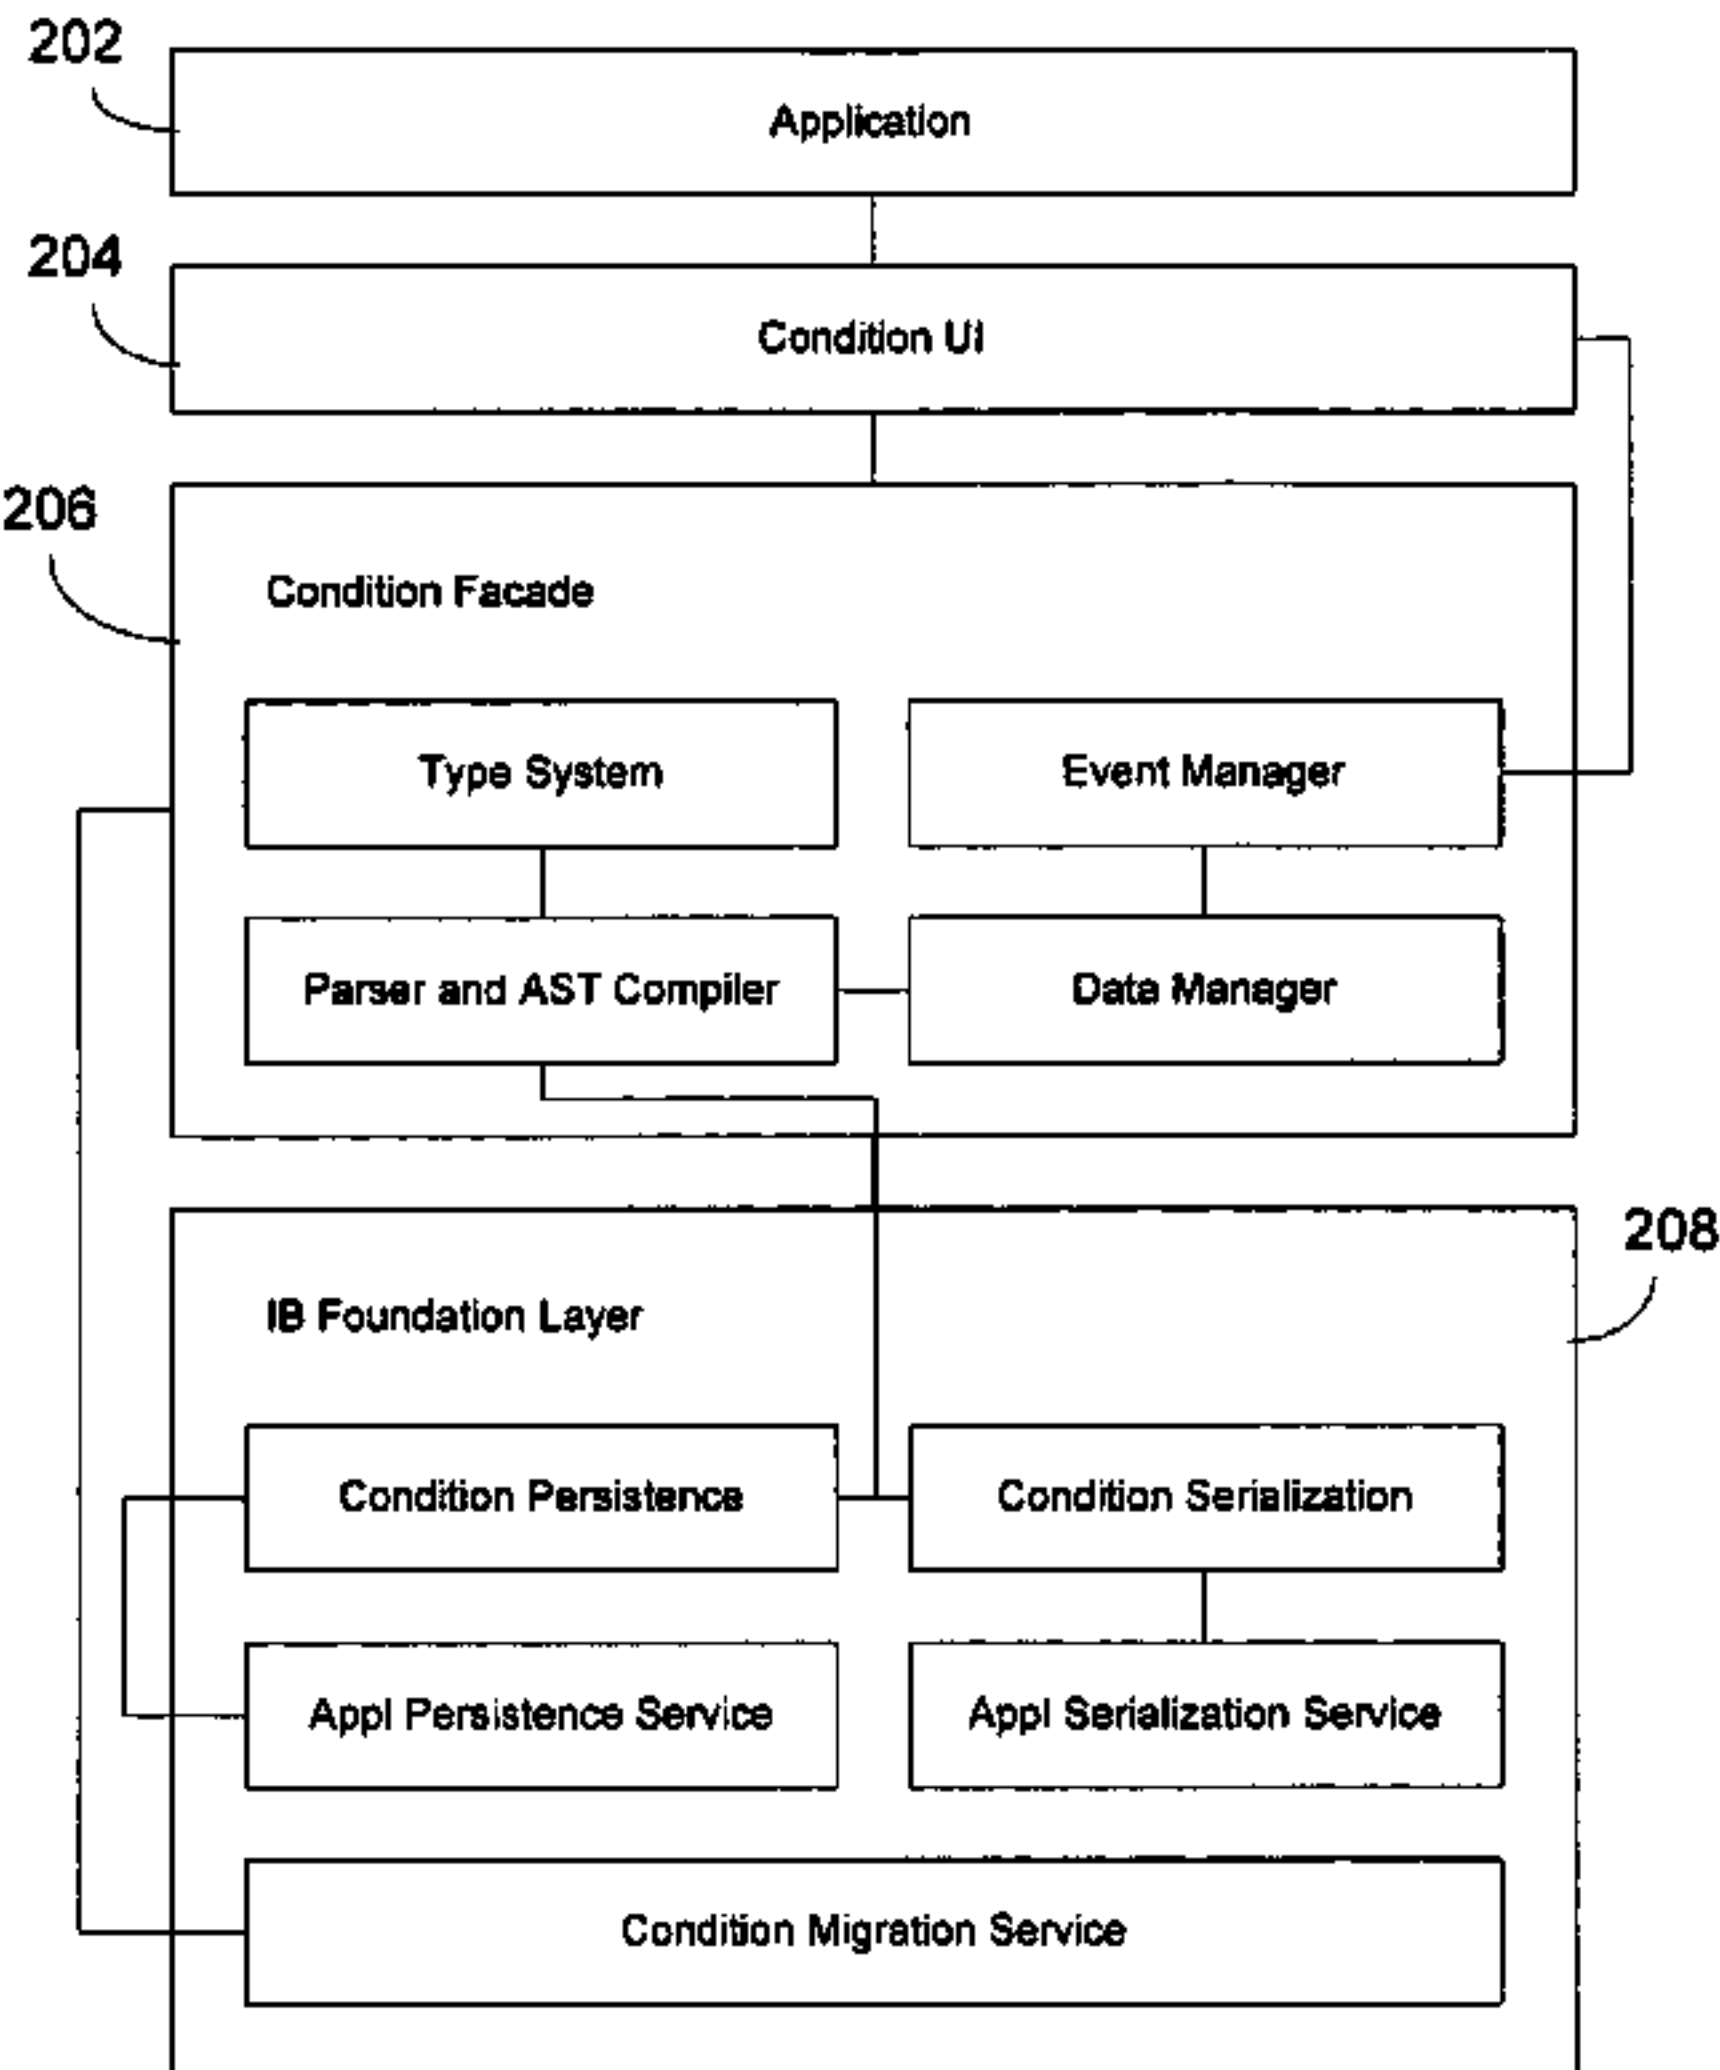 202
Application
204
Condition UI
206
Condition Facade
Type System
Event Manager
Parser and AST Compiler
Data Manager
208
IB Foundation Layer
Condition Persistence
Condition Serialization
Appl Persistence Service
Appl Serialization Service
Condition Migration Service